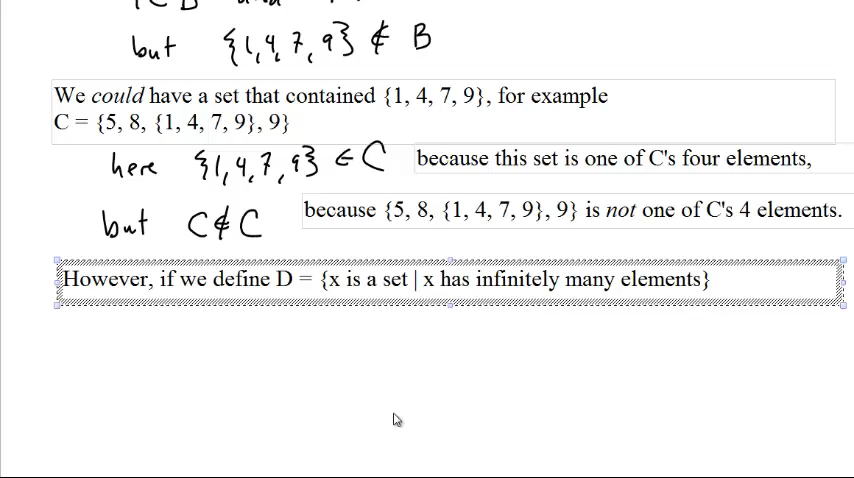 but {1,4,7,9} ∉ B
We could have a set that contained {1, 4, 7, 9}, for example
C = {5, 8, {1, 4, 7, 9}, 9}
here {1,4,7,9} ∈ C because this set is one of C's four elements,
but C ∉ C because {5, 8, {1, 4, 7, 9}, 9} is not one of C's 4 elements.
However, if we define D = {x is a set | x has infinitely many elements}